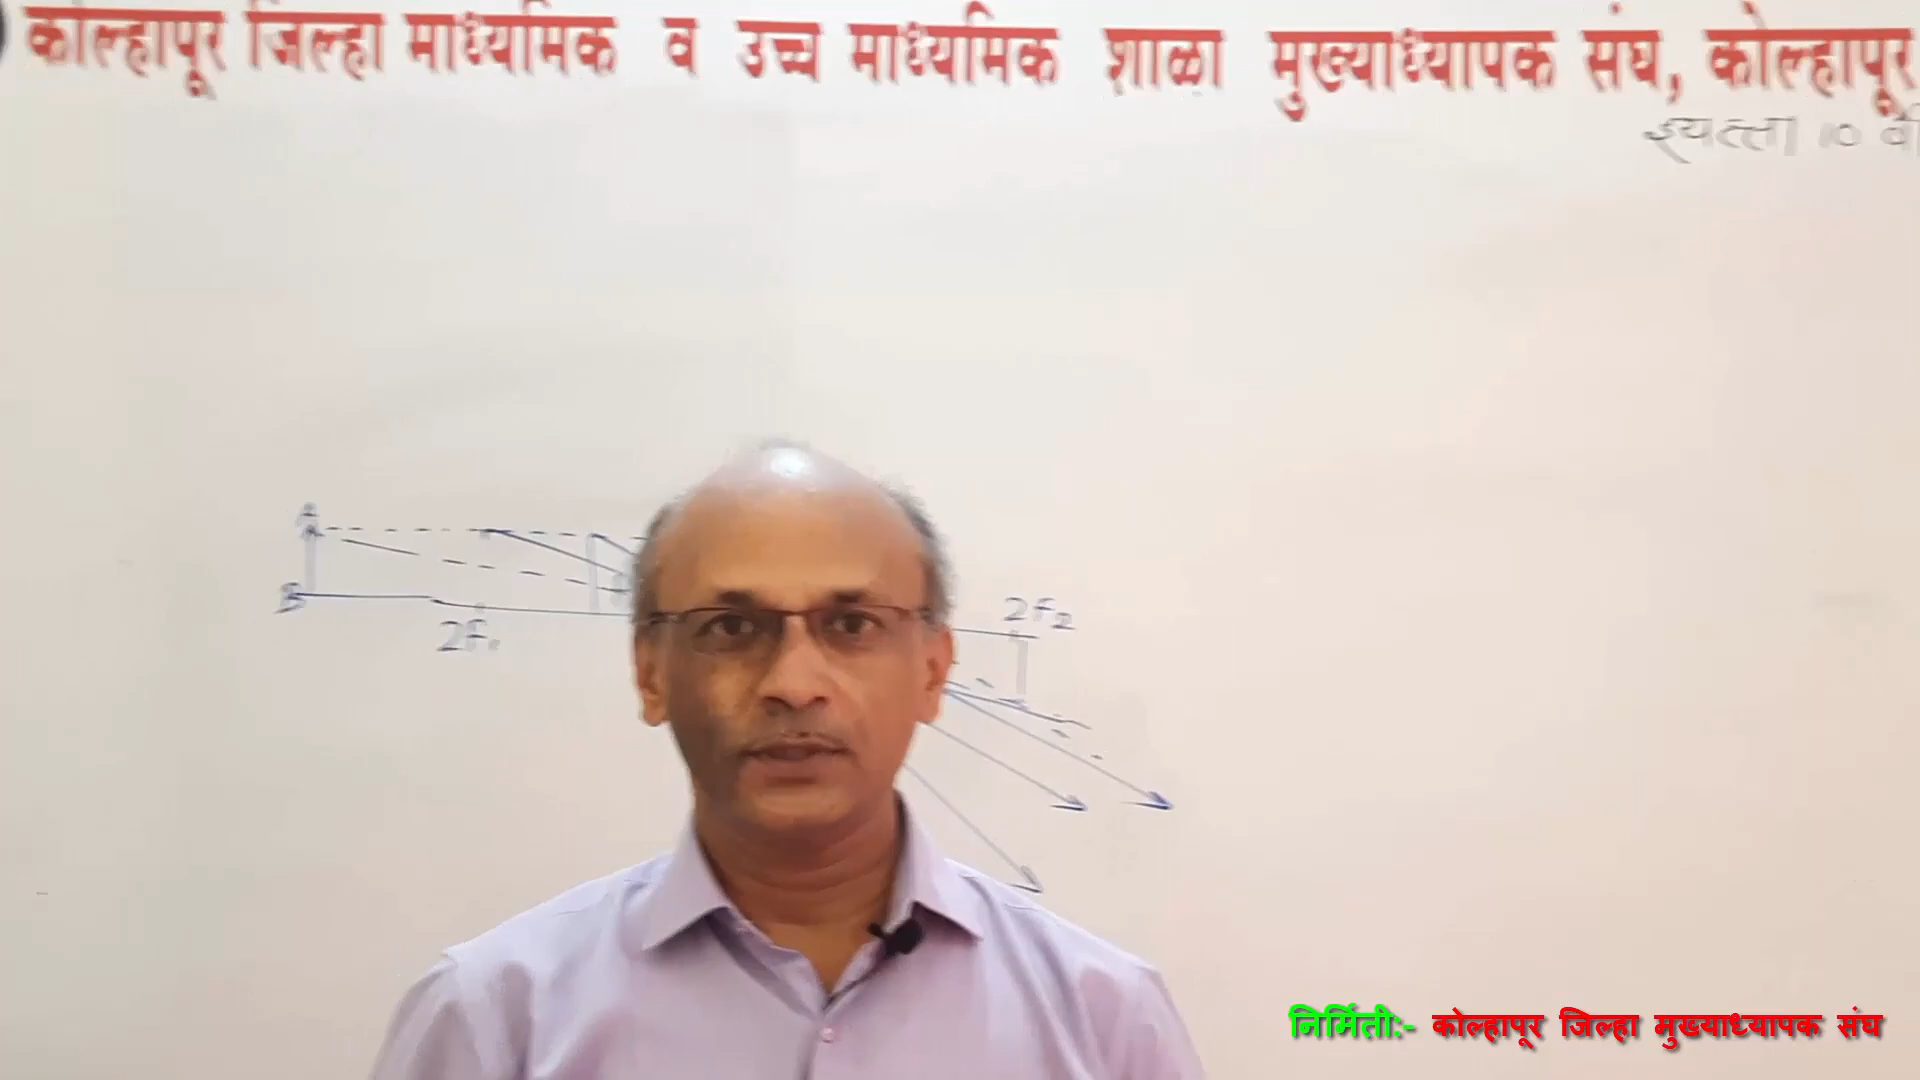 कोल्हापूर जिल्हा माध्यमिक व उच्च माध्यमिक शाळा मुख्याध्यापक संघ, कोल्हापूर
इयत्ता १० वी
A
B
2F₁
2F₂
निर्मिती:- कोल्हापूर जिल्हा मुख्याध्यापक संघ